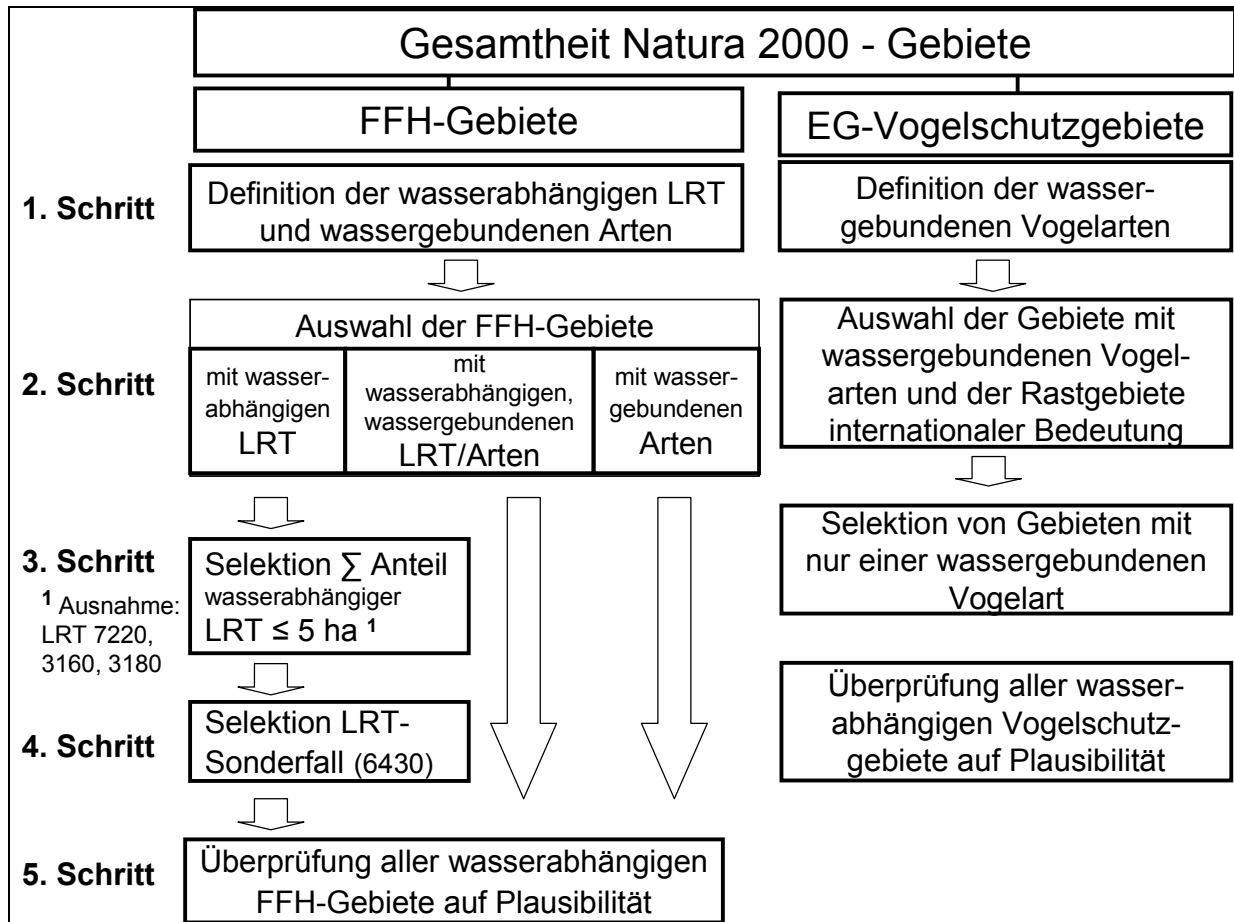 Gesamtheit Natura 2000 - Gebiete
FFH-Gebiete
EG-Vogelschutzgebiete
1. Schritt
Definition der wasserabhängigen LRT
und wassergebundenen Arten
Definition der wasser-
gebundenen Vogelarten
2. Schritt
Auswahl der FFH-Gebiete
mit wasser-
abhängigen
LRT
mit
wasserabhängigen,
wassergebundenen
LRT/Arten
mit wasser-
gebundenen
Arten
Auswahl der Gebiete mit
wassergebundenen Vogel-
arten und der Rastgebiete
internationaler Bedeutung
3. Schritt
¹ Ausnahme:
LRT 7220,
3160, 3180
Selektion ∑ Anteil
wasserabhängiger
LRT ≤ 5 ha ¹
Selektion von Gebieten mit
nur einer wassergebundenen
Vogelart
4. Schritt
Selektion LRT-
Sonderfall (6430)
Überprüfung aller wasser-
abhängigen Vogelschutz-
gebiete auf Plausibilität
5. Schritt
Überprüfung aller wasserabhängigen
FFH-Gebiete auf Plausibilität